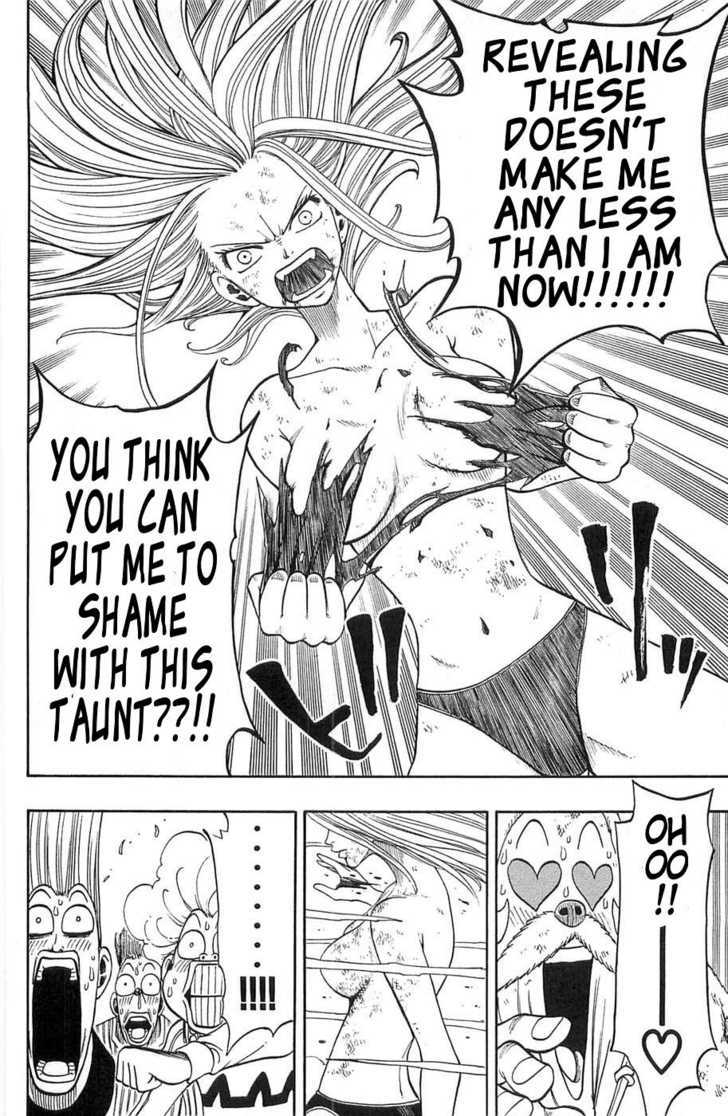 REVEALING
THESE
DOESN'T
MAKE ME
ANY LESS
THAN I AM
NOW!!!!!!
YOU THINK
YOU CAN
PUT ME TO
SHAME
WITH THIS
TAUNT??!!
OH
OO
!!
♡
.........
!!!!